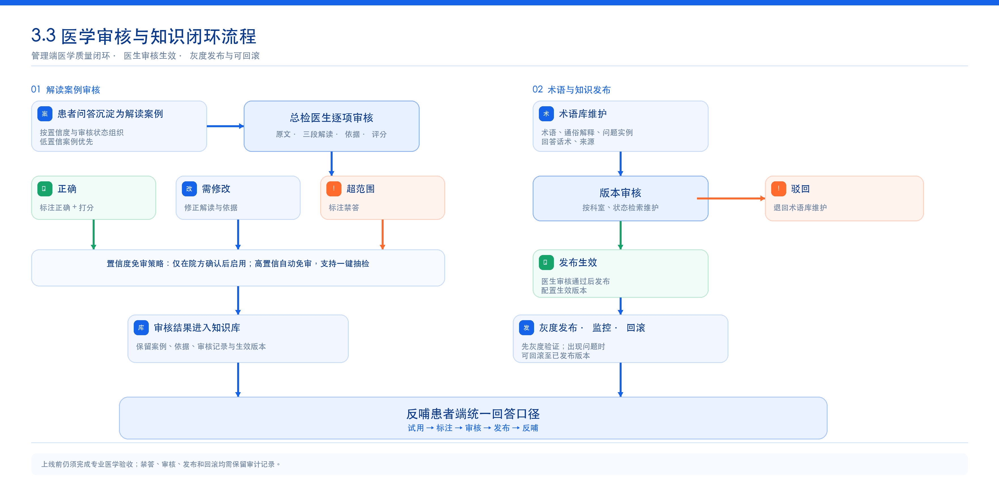 3.3 医学审核与知识闭环流程
管理端医学质量闭环 · 医生审核生效 · 灰度发布与可回滚
01 解读案例审核
案 患者问答沉淀为解读案例
按置信度与审核状态组织
低置信案例优先
总检医生逐项审核
原文 · 三段解读 · 依据 · 评分
正确
标注正确 + 打分
改 需修改
修正解读与依据
! 超范围
标注禁答
置信度免审策略：仅在院方确认后启用；高置信自动免审，支持一键抽检
库 审核结果进入知识库
保留案例、依据、审核记录与生效版本
02 术语与知识发布
术 术语库维护
术语、通俗解释、问题实例
回答话术、来源
版本审核
按科室、状态检索维护
! 驳回
退回术语库维护
发布生效
医生审核通过后发布
配置生效版本
发 灰度发布 · 监控 · 回滚
先灰度验证；出现问题时
可回滚至已发布版本
反哺患者端统一回答口径
试用 → 标注 → 审核 → 发布 → 反哺
上线前仍须完成专业医学验收；禁答、审核、发布和回滚均需保留审计记录。